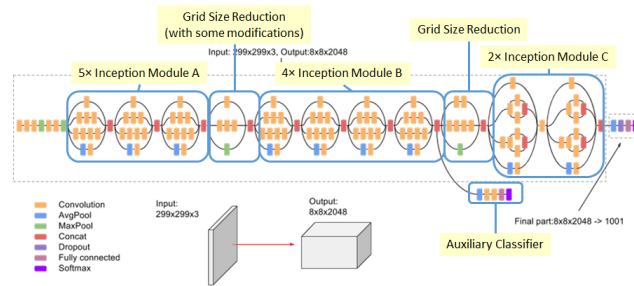 Grid Size Reduction
(with some modifications)
Grid Size Reduction
Input: 299x299x3, Output:8x8x2048
5× Inception Module A
4× Inception Module B
2× Inception Module C
Convolution
AvgPool
MaxPool
Concat
Dropout
Fully connected
Softmax
Input:
299x299x3
Output:
8x8x2048
Final part:8x8x2048 -> 1001
Auxiliary Classifier